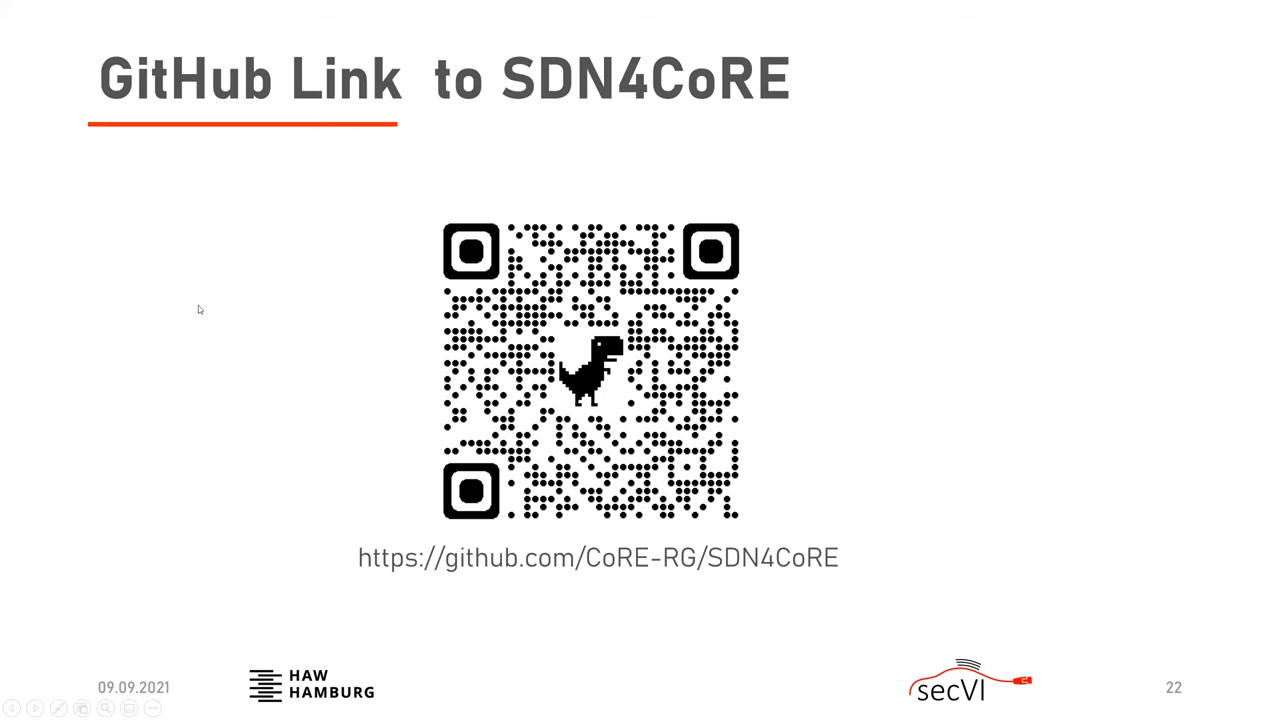 GitHub Link to SDN4CoRE
https://github.com/CoRE-RG/SDN4CoRE
09.09.2021
HAW
HAMBURG
secVI
22